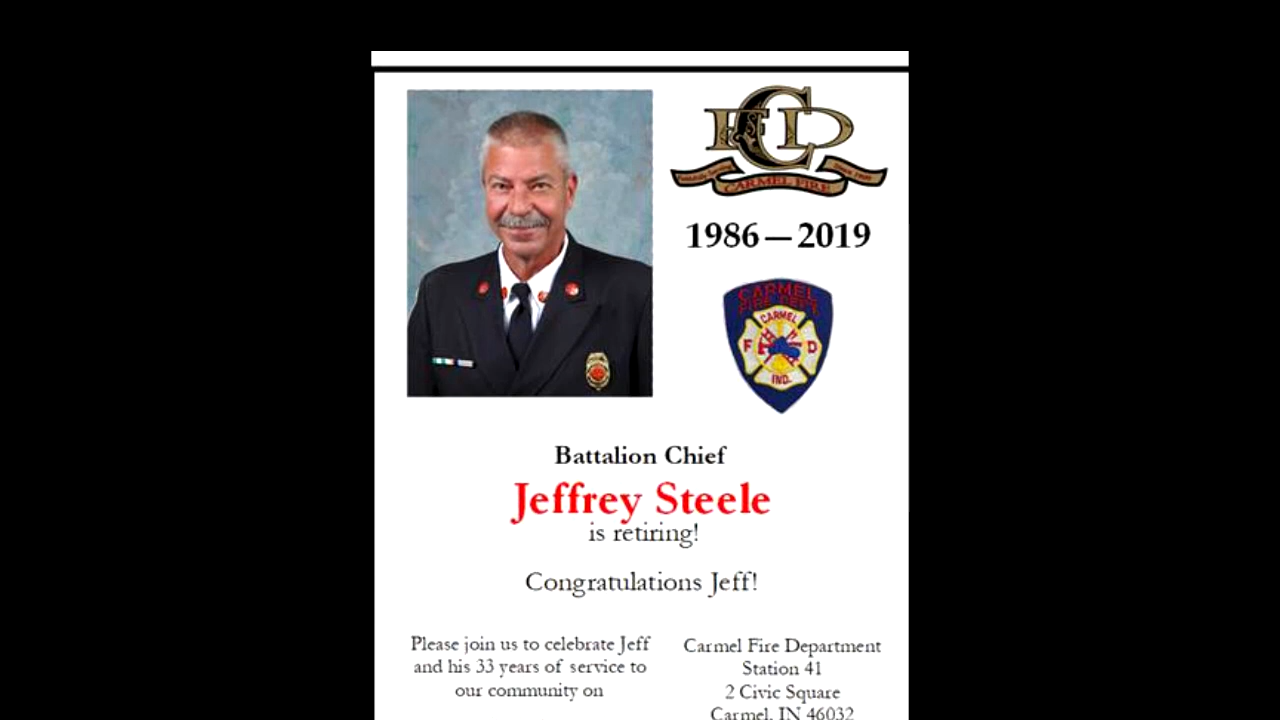 CFD
CARMEL FIRE
1986—2019
CARMEL
FIRE DEPT.
CARMEL
F D
IND.
Battalion Chief
Jeffrey Steele
is retiring!
Congratulations Jeff!
Please join us to celebrate Jeff
and his 33 years of service to
our community on
Carmel Fire Department
Station 41
2 Civic Square
Carmel, IN 46032